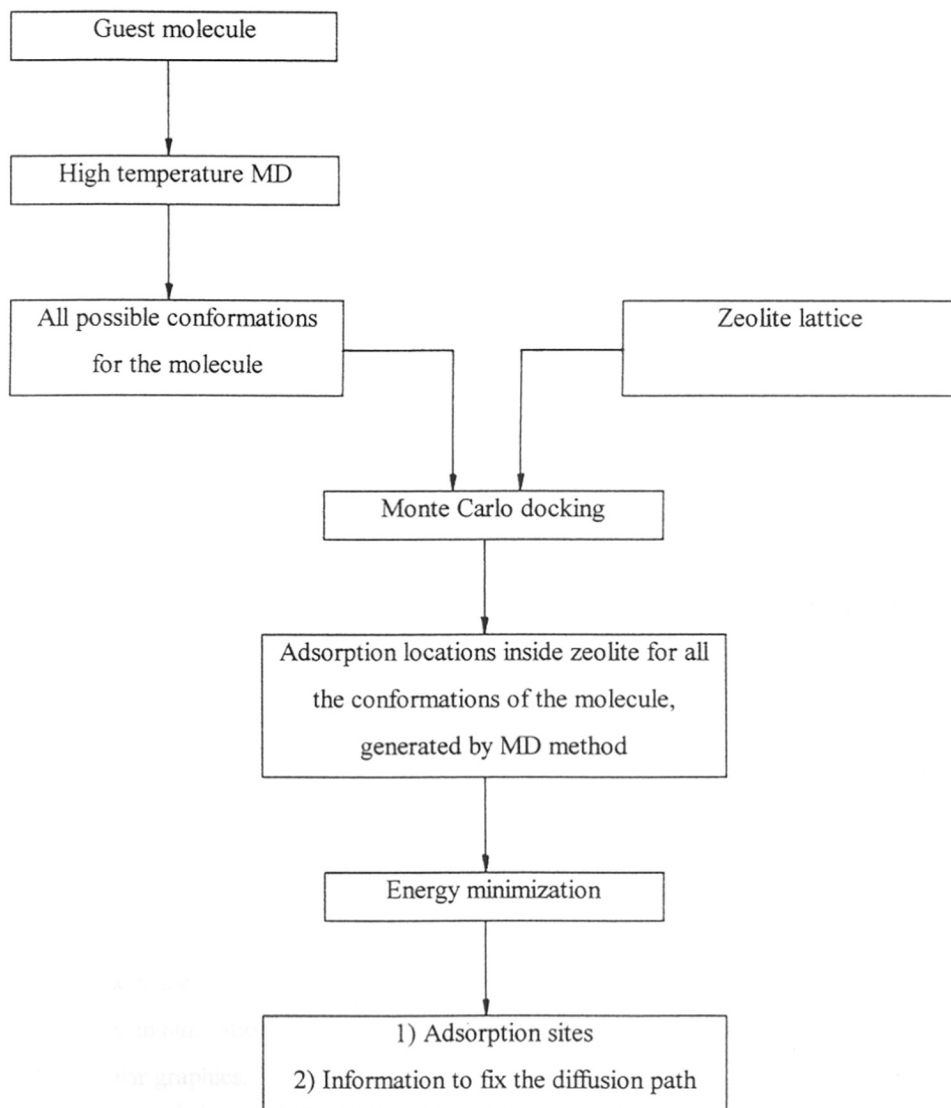 Guest molecule
High temperature MD
All possible conformations
for the molecule
Zeolite lattice
Monte Carlo docking
Adsorption locations inside zeolite for all
the conformations of the molecule,
generated by MD method
Energy minimization
1) Adsorption sites
2) Information to fix the diffusion path